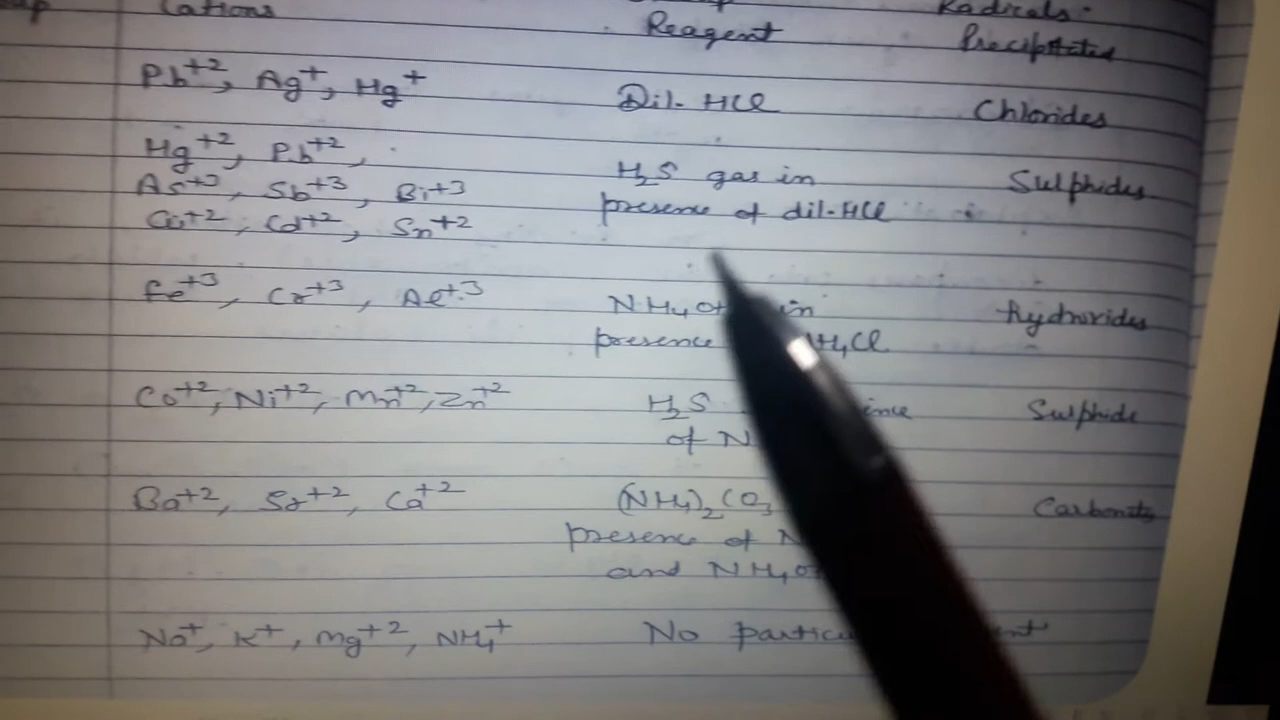 Cations
Reagent
Radicals.
Precipitated
Pb+2, Ag+, Hg+
Dil. HCl
Chlorides
Hg+2, Pb+2,
As+3, Sb+3, Bi+3
Cu+2, Cd+2, Sn+2
H2S gas in
presence of dil. HCl
Sulphides
Fe+3, Cr+3, Al+3
NH4OH in
presence NH4Cl
hydroxides
Co+2, Ni+2, Mn+2, Zn+2
H2S
of N
Sulphide
Ba+2, Sr+2, Ca+2
(NH4)2CO3
presence of N
and NH4O
Carbonate
Na+, K+, Mg+2, NH4+
No